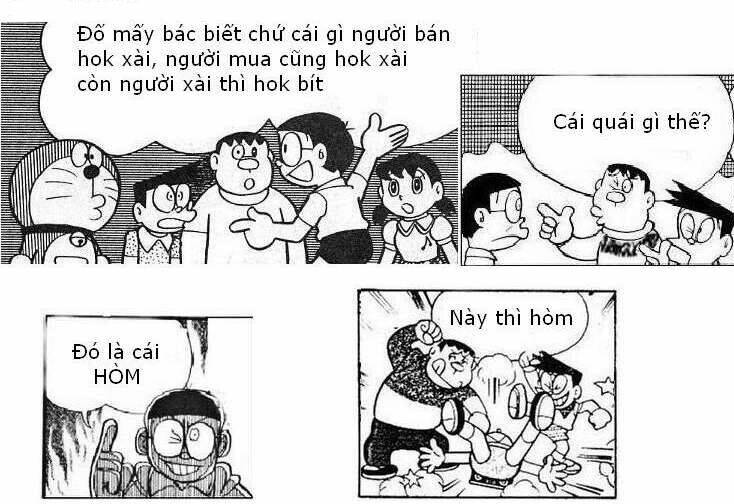 Đố mấy bác biết chứ cái gì người bán
hok xài, người mua cũng hok xài
còn người xài thì hok bít
Cái quái gì thế?
Đó là cái
HÒM
Này thì hòm